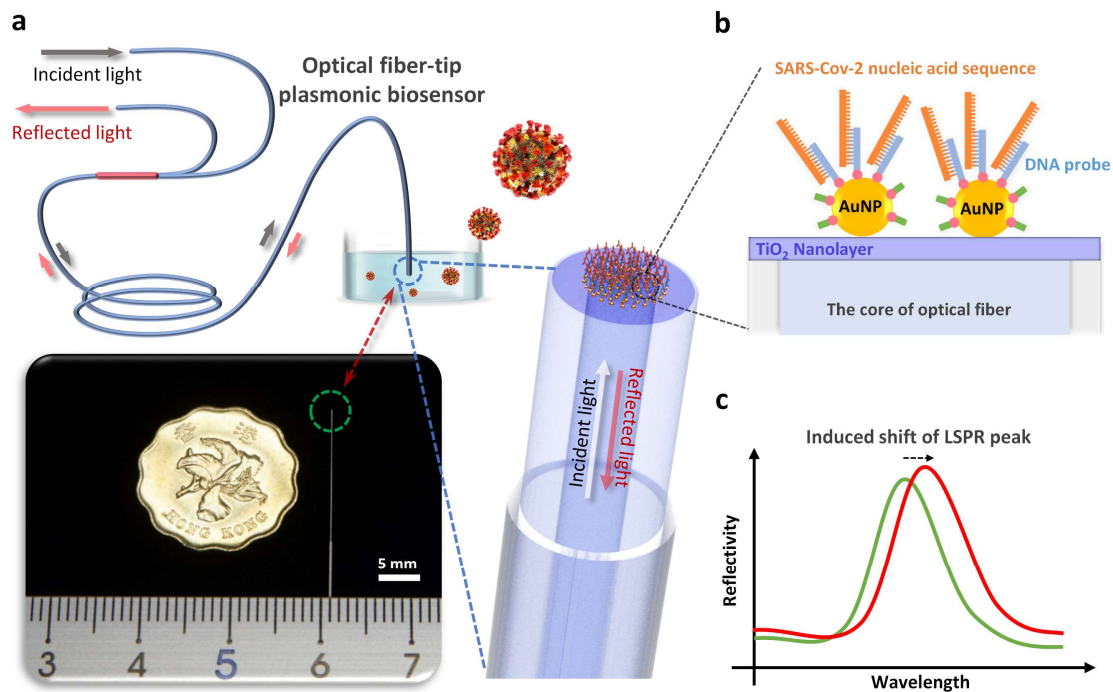 a
Incident light
Reflected light
Optical fiber-tip
plasmonic biosensor
Incident light
Reflected light
香 港
HONG KONG
5 mm
3 4 5 6 7
b
SARS-Cov-2 nucleic acid sequence
DNA probe
AuNP
AuNP
TiO₂ Nanolayer
The core of optical fiber
c
Induced shift of LSPR peak
Reflectivity
Wavelength